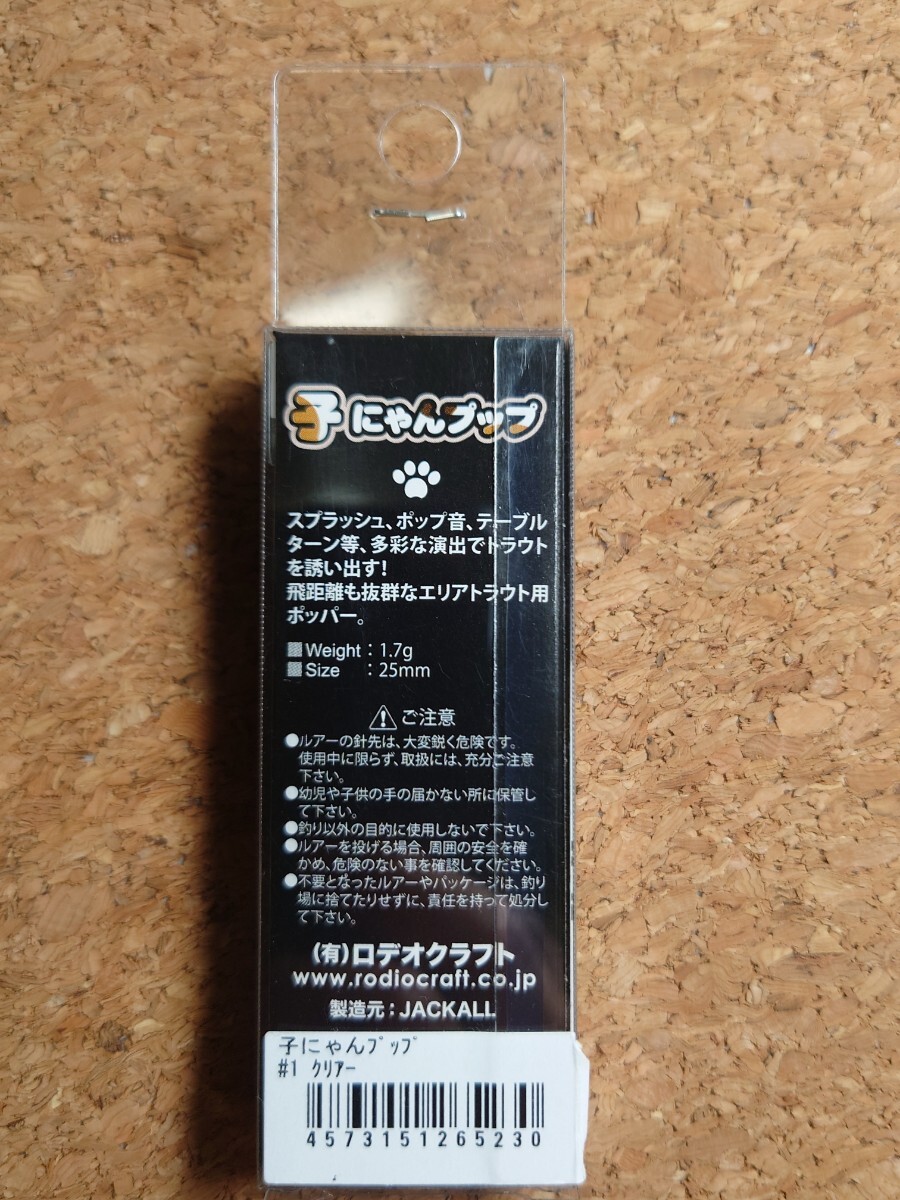 子にゃんプップ
スプラッシュ、ポップ音、テーブル
ターン等、多彩な演出でトラウト
を誘い出す!
飛距離も抜群なエリアトラウト用
ポッパー。
Weight : 1.7g
Size : 25mm
ご注意
●ルアーの針先は、大変鋭く危険です。
使用中に限らず、取扱には、充分ご注意
下さい。
●幼児や子供の手の届かない所に保管し
て下さい。
●釣り以外の目的に使用しないで下さい。
●ルアーを投げる場合、周囲の安全を確
かめ、危険のない事を確認してください。
●不要となったルアーやパッケージは、釣り
場に捨てたりせずに、責任を持って処分し
て下さい。
(有)ロデオクラフト
www.rodiocraft.co.jp
製造元:JACKALL
子にゃんプップ
#1 クリアー
4573151265230